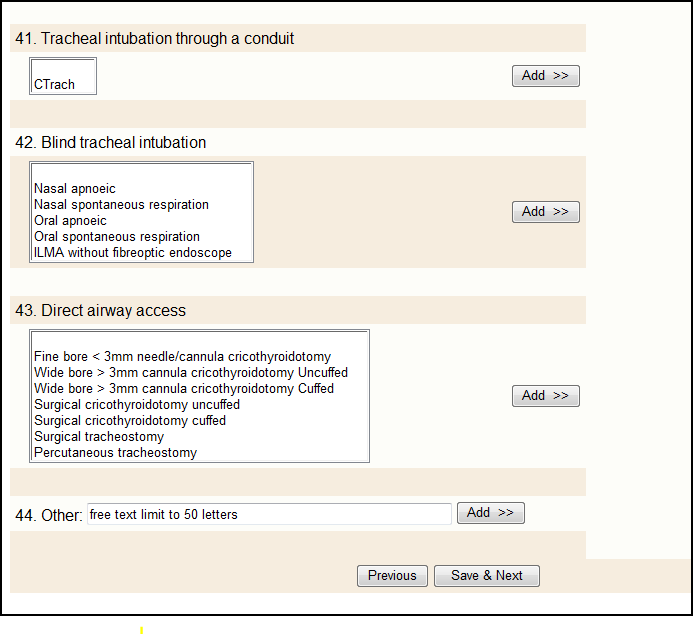 41. Tracheal intubation through a conduit
CTrach
Add >>
42. Blind tracheal intubation
Nasal apnoeic
Nasal spontaneous respiration
Oral apnoeic
Oral spontaneous respiration
ILMA without fibreoptic endoscope
Add >>
43. Direct airway access
Fine bore < 3mm needle/cannula cricothyroidotomy
Wide bore > 3mm cannula cricothyroidotomy Uncuffed
Wide bore > 3mm cannula cricothyroidotomy Cuffed
Surgical cricothyroidotomy uncuffed
Surgical cricothyroidotomy cuffed
Surgical tracheostomy
Percutaneous tracheostomy
Add >>
44. Other: free text limit to 50 letters Add >>
Previous Save & Next